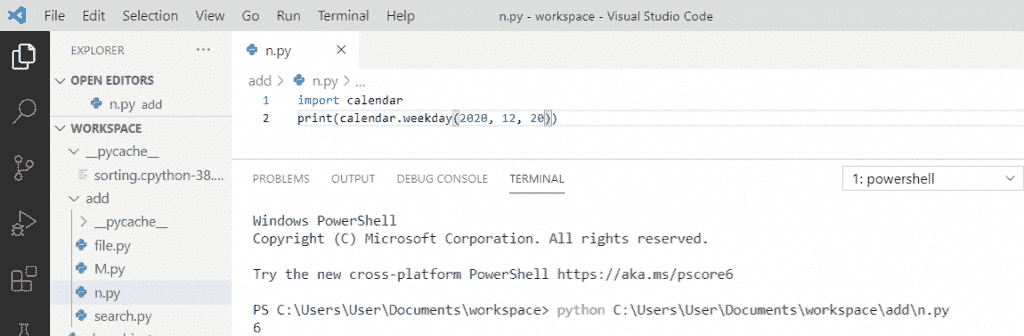 File Edit Selection View Go Run Terminal Help n.py - workspace - Visual Studio Code
EXPLORER ...
OPEN EDITORS
n.py add
WORKSPACE
__pycache__
sorting.cpython-38....
add
__pycache__
file.py
M.py
n.py
search.py
n.py ×
add > n.py > ...
1 import calendar
2 print(calendar.weekday(2020, 12, 20))
PROBLEMS OUTPUT DEBUG CONSOLE TERMINAL 1: powershell
Windows PowerShell
Copyright (C) Microsoft Corporation. All rights reserved.
Try the new cross-platform PowerShell https://aka.ms/pscore6
PS C:\Users\User\Documents\workspace> python C:\Users\User\Documents\workspace\add\n.py
6